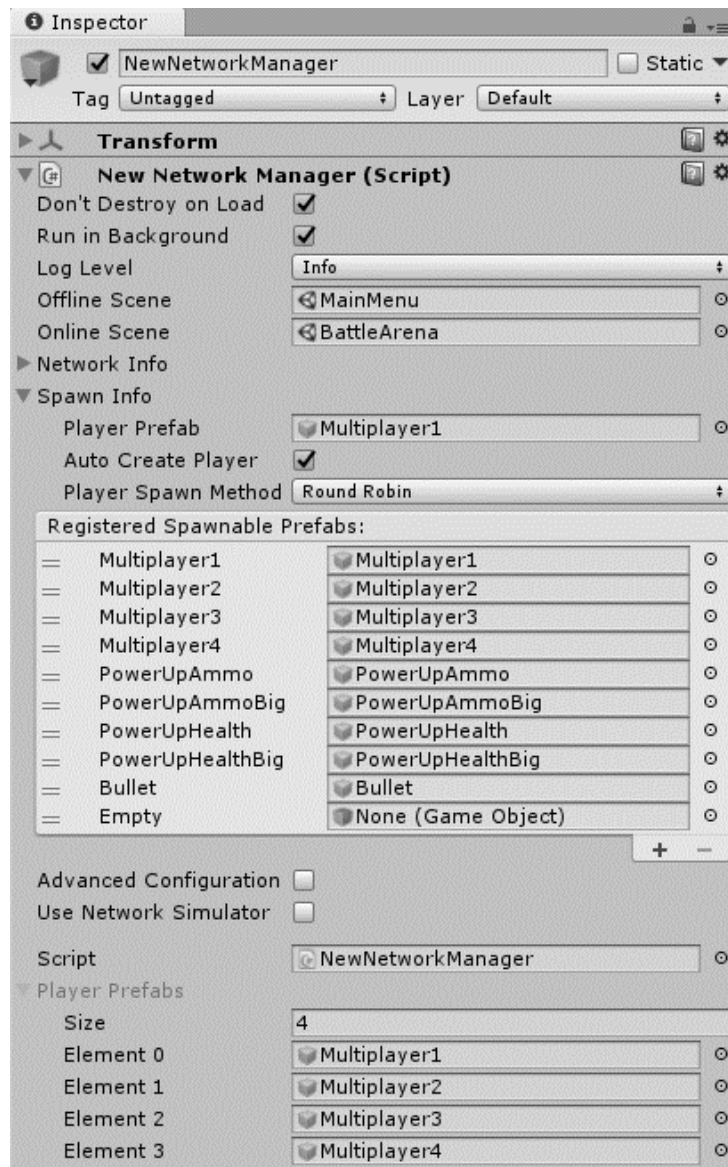 Inspector
NewNetworkManager Static
Tag Untagged Layer Default
Transform
New Network Manager (Script)
Don't Destroy on Load
Run in Background
Log Level Info
Offline Scene MainMenu
Online Scene BattleArena
Network Info
Spawn Info
Player Prefab Multiplayer1
Auto Create Player
Player Spawn Method Round Robin
Registered Spawnable Prefabs:
Multiplayer1 Multiplayer1
Multiplayer2 Multiplayer2
Multiplayer3 Multiplayer3
Multiplayer4 Multiplayer4
PowerUpAmmo PowerUpAmmo
PowerUpAmmoBig PowerUpAmmoBig
PowerUpHealth PowerUpHealth
PowerUpHealthBig PowerUpHealthBig
Bullet Bullet
Empty None (Game Object)
Advanced Configuration
Use Network Simulator
Script NewNetworkManager
Player Prefabs
Size 4
Element 0 Multiplayer1
Element 1 Multiplayer2
Element 2 Multiplayer3
Element 3 Multiplayer4